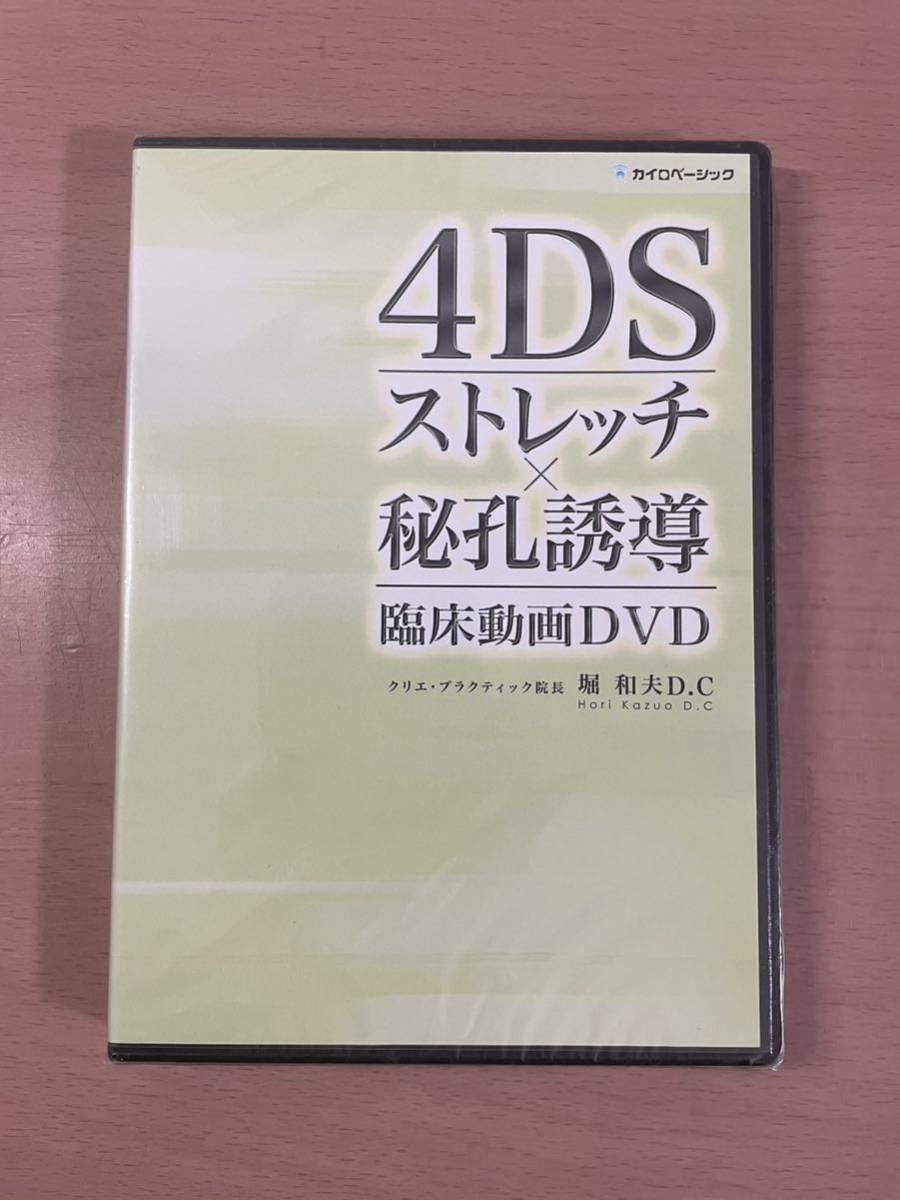 カイロベーシック
4DS
ストレッチ
×
秘孔誘導
臨床動画DVD
クリエ・プラクティック院長 堀 和夫D.C
Hori Kazuo D.C